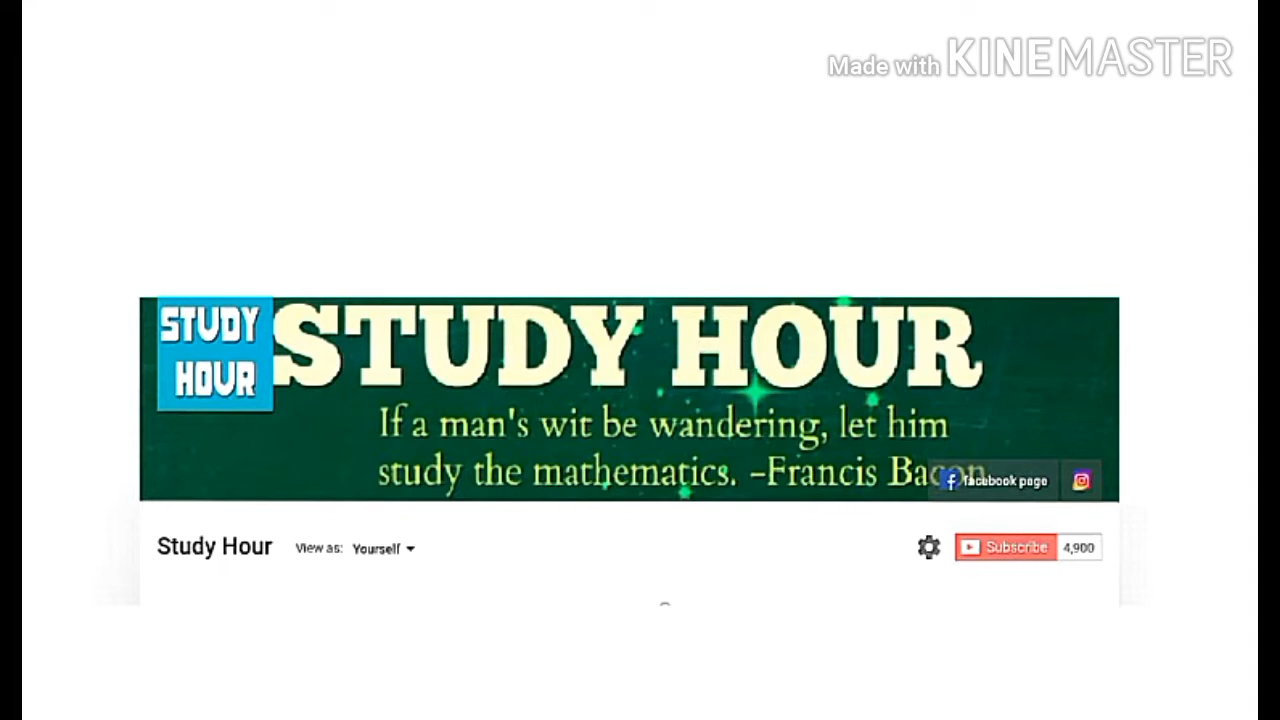 Made with KINEMASTER
STUDY
HOUR
STUDY HOUR
If a man's wit be wandering, let him
study the mathematics. -Francis Bacon
facebook page
Study Hour View as: Yourself
Subscribe 4,900